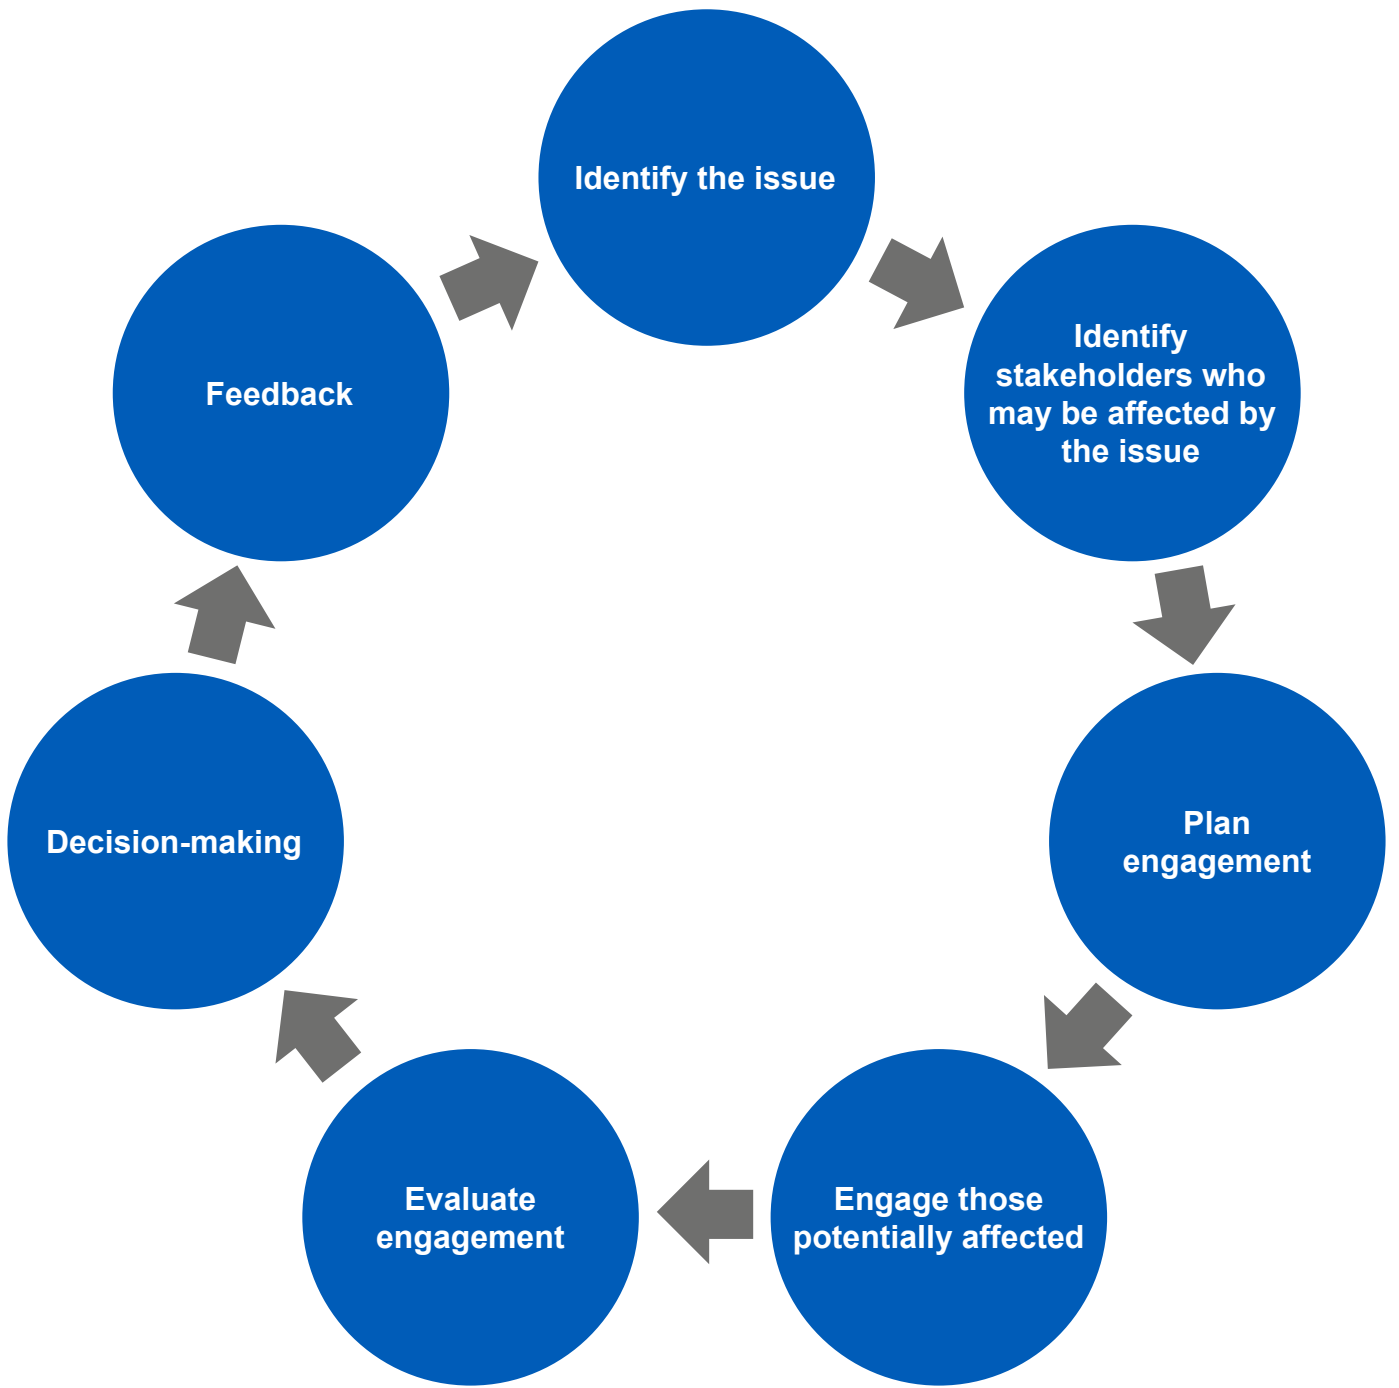 Identify the issue
Identify
stakeholders who
may be affected by
the issue
Plan
engagement
Engage those
potentially affected
Evaluate
engagement
Decision-making
Feedback